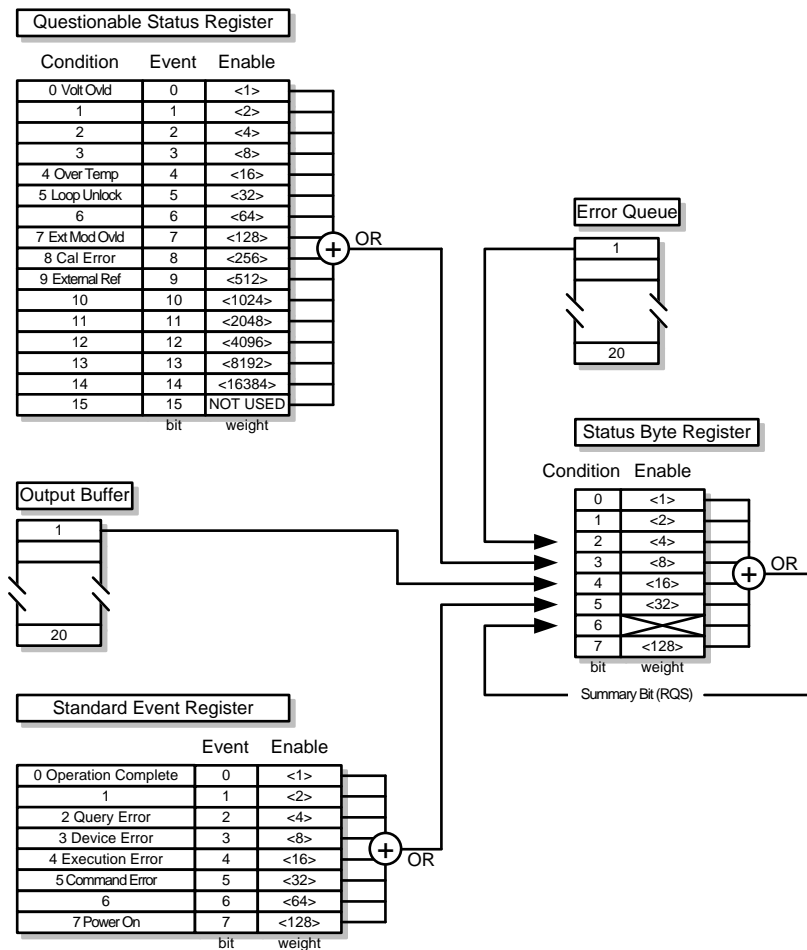 Questionable Status Register
Condition Event Enable
0 Volt Ovld 0 <1>
1 1 <2>
2 2 <4>
3 3 <8>
4 Over Temp 4 <16>
5 Loop Unlock 5 <32>
6 6 <64>
7 Ext Mod Ovld 7 <128>
8 Cal Error 8 <256>
9 External Ref 9 <512>
10 10 <1024>
11 11 <2048>
12 12 <4096>
13 13 <8192>
14 14 <16384>
15 15 NOT USED
bit weight
+ OR
Error Queue
1
20
Output Buffer
1
20
Status Byte Register
Condition Enable
0 <1>
1 <2>
2 <4>
3 <8>
4 <16>
5 <32>
6
7 <128>
bit weight
+ OR
Summary Bit (RQS)
Standard Event Register
Event Enable
0 Operation Complete 0 <1>
1 1 <2>
2 Query Error 2 <4>
3 Device Error 3 <8>
4 Execution Error 4 <16>
5 Command Error 5 <32>
6 6 <64>
7 Power On 7 <128>
bit weight
+ OR